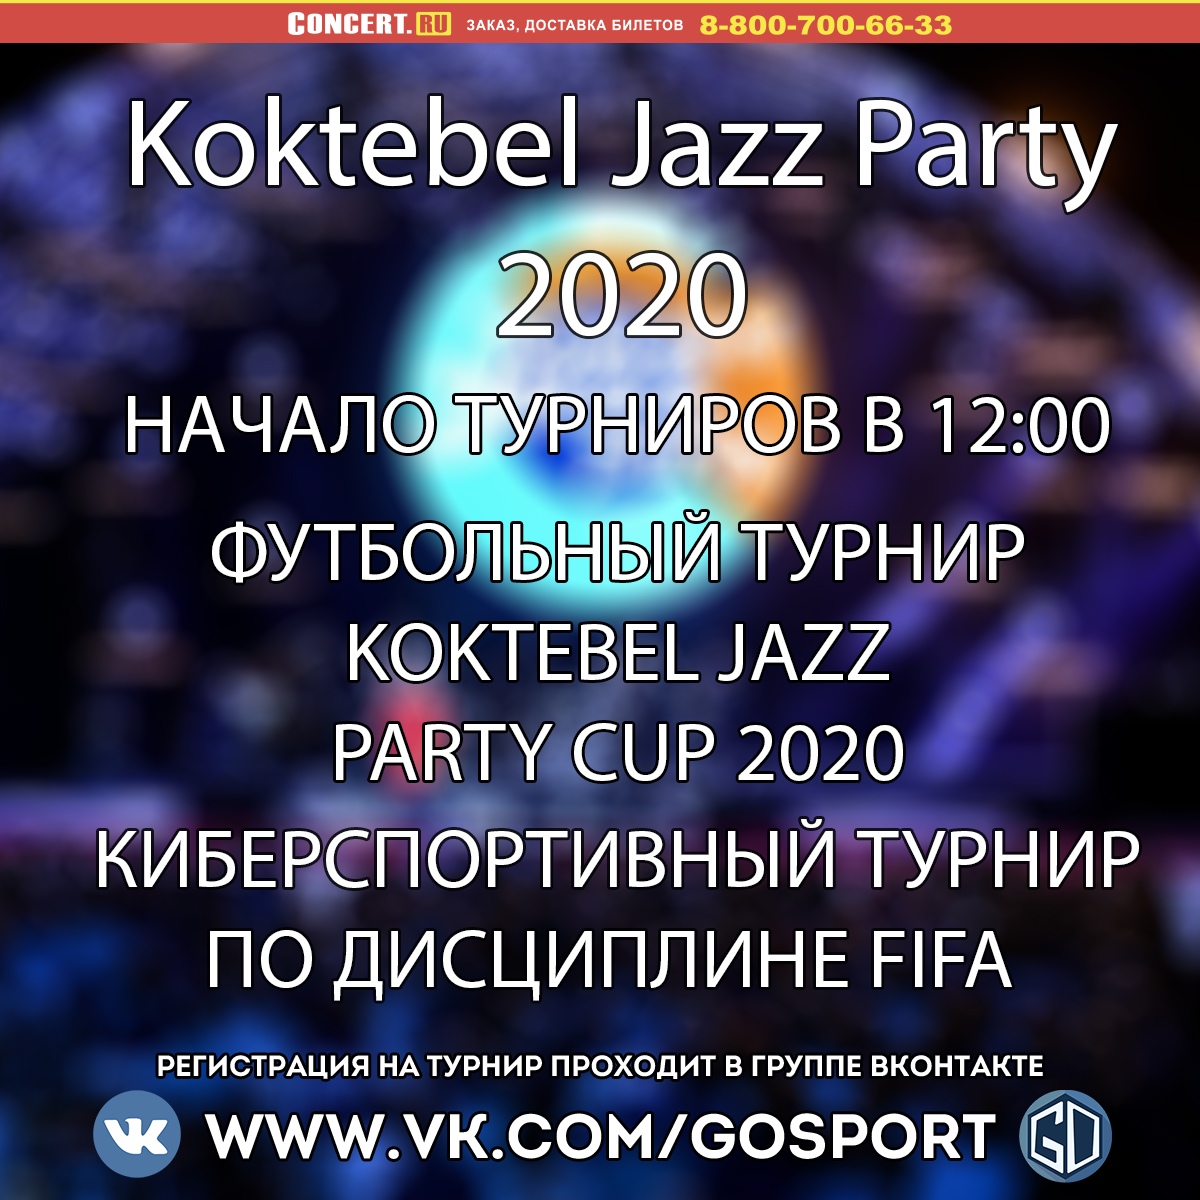 CONCERT.RU ЗАКАЗ, ДОСТАВКА БИЛЕТОВ 8-800-700-66-33
Koktebel Jazz Party
2020
НАЧАЛО ТУРНИРОВ В 12:00
ФУТБОЛЬНЫЙ ТУРНИР
KOKTEBEL JAZZ
PARTY CUP 2020
КИБЕРСПОРТИВНЫЙ ТУРНИР
ПО ДИСЦИПЛИНЕ FIFA
РЕГИСТРАЦИЯ НА ТУРНИР ПРОХОДИТ В ГРУППЕ ВКОНТАКТЕ
WWW.VK.COM/GOSPORT GO